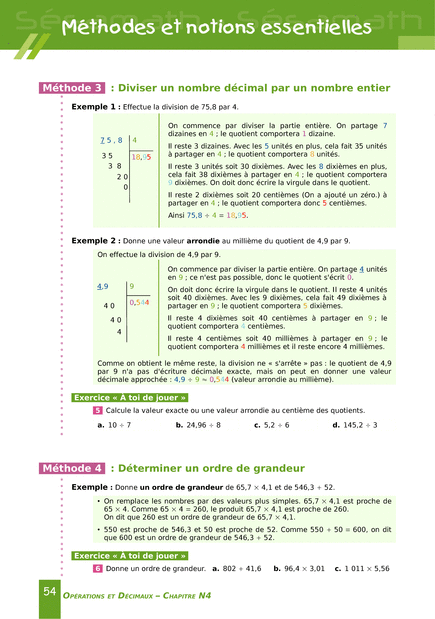 Sésamath Sésamath
Méthodes et notions essentielles
Méthode 3 : Diviser un nombre décimal par un nombre entier
Exemple 1 : Effectue la division de 75,8 par 4.
7 5 , 8 4
3 5 18,95
3 8
2 0
0
On commence par diviser la partie entière. On partage 7
dizaines en 4 ; le quotient comportera 1 dizaine.
Il reste 3 dizaines. Avec les 5 unités en plus, cela fait 35 unités
à partager en 4 ; le quotient comportera 8 unités.
Il reste 3 unités soit 30 dixièmes. Avec les 8 dixièmes en plus,
cela fait 38 dixièmes à partager en 4 ; le quotient comportera
9 dixièmes. On doit donc écrire la virgule dans le quotient.
Il reste 2 dixièmes soit 20 centièmes (On a ajouté un zéro.) à
partager en 4 ; le quotient comportera donc 5 centièmes.
Ainsi 75,8 ÷ 4 = 18,95.
Exemple 2 : Donne une valeur arrondie au millième du quotient de 4,9 par 9.
On effectue la division de 4,9 par 9.
4,9 9
4 0 0,544
4 0
4
On commence par diviser la partie entière. On partage 4 unités
en 9 ; ce n'est pas possible, donc le quotient s'écrit 0.
On doit donc écrire la virgule dans le quotient. Il reste 4 unités
soit 40 dixièmes. Avec les 9 dixièmes, cela fait 49 dixièmes à
partager en 9 ; le quotient comportera 5 dixièmes.
Il reste 4 dixièmes soit 40 centièmes à partager en 9 ; le
quotient comportera 4 centièmes.
Il reste 4 centièmes soit 40 millièmes à partager en 9 ; le
quotient comportera 4 millièmes et il reste encore 4 millièmes.
Comme on obtient le même reste, la division ne « s'arrête » pas : le quotient de 4,9
par 9 n'a pas d'écriture décimale exacte, mais on peut en donner une valeur
décimale approchée : 4,9 ÷ 9 ≈ 0,544 (valeur arrondie au millième).
Exercice « À toi de jouer »
5 Calcule la valeur exacte ou une valeur arrondie au centième des quotients.
a. 10 ÷ 7 b. 24,96 ÷ 8 c. 5,2 ÷ 6 d. 145,2 ÷ 3
Méthode 4 : Déterminer un ordre de grandeur
Exemple : Donne un ordre de grandeur de 65,7 × 4,1 et de 546,3 ÷ 52.
• On remplace les nombres par des valeurs plus simples. 65,7 × 4,1 est proche de
65 × 4. Comme 65 × 4 = 260, le produit 65,7 × 4,1 est proche de 260.
On dit que 260 est un ordre de grandeur de 65,7 × 4,1.
• 550 est proche de 546,3 et 50 est proche de 52. Comme 550 ÷ 50 = 600, on dit
que 600 est un ordre de grandeur de 546,3 ÷ 52.
Exercice « À toi de jouer »
6 Donne un ordre de grandeur. a. 802 ÷ 41,6 b. 96,4 × 3,01 c. 1 011 × 5,56
54 OPÉRATIONS ET DÉCIMAUX – CHAPITRE N4